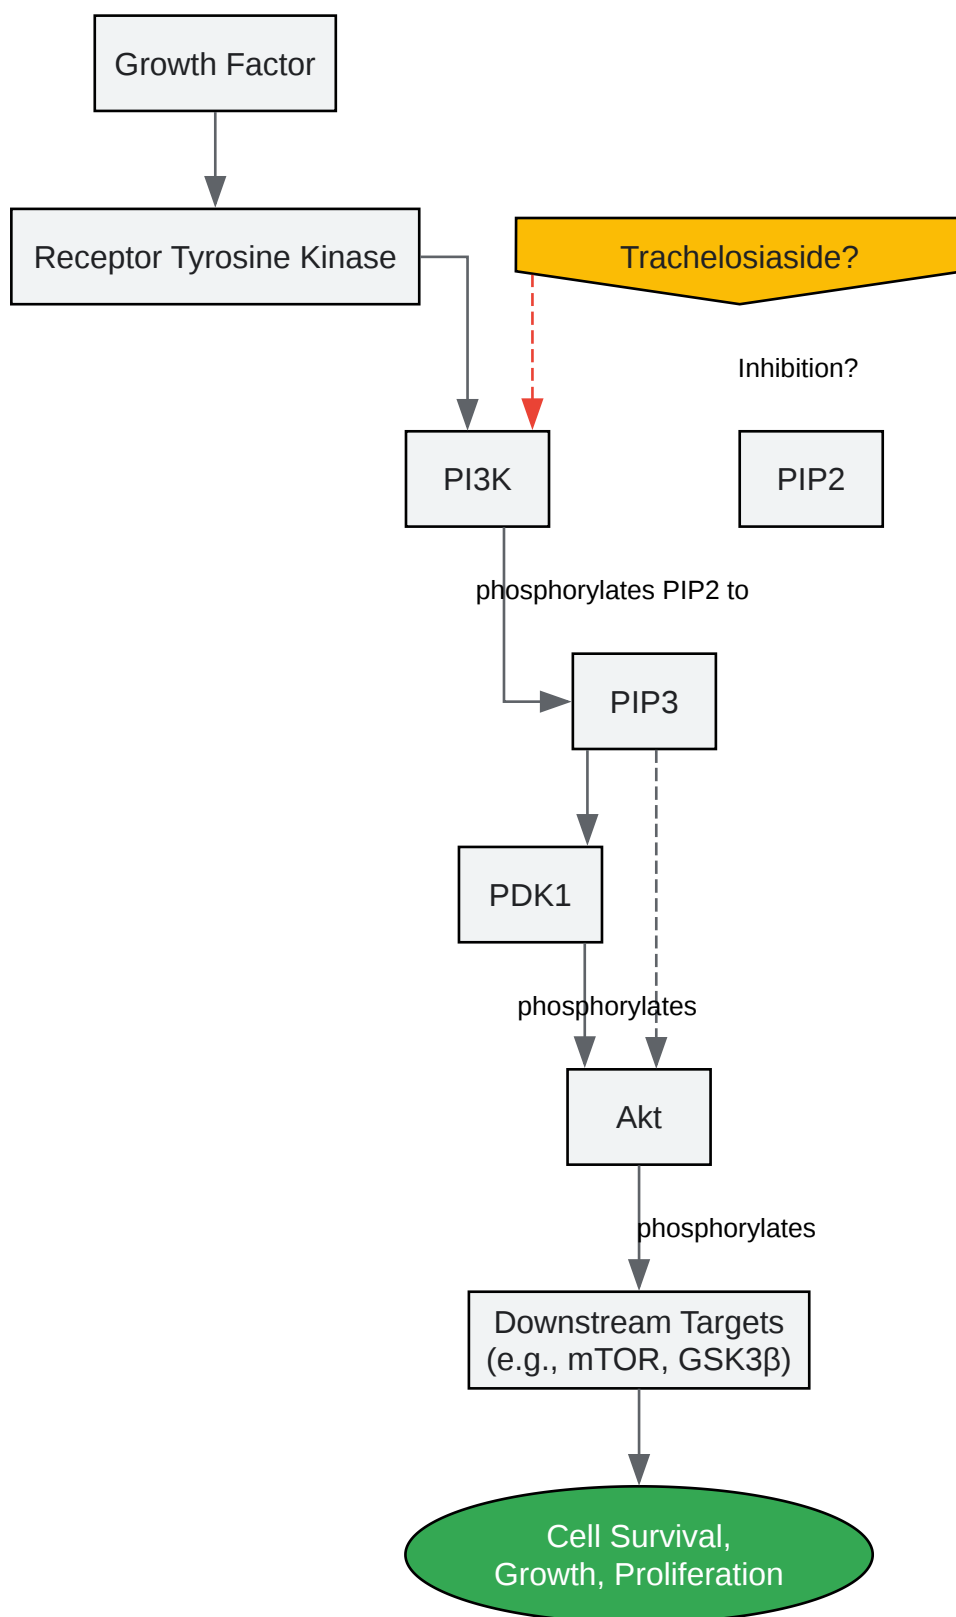 Growth Factor
Receptor Tyrosine Kinase
Trachelosiaside?
Inhibition?
PI3K
PIP2
phosphorylates PIP2 to
PIP3
PDK1
phosphorylates
Akt
phosphorylates
Downstream Targets
(e.g., mTOR, GSK3β)
Cell Survival,
Growth, Proliferation